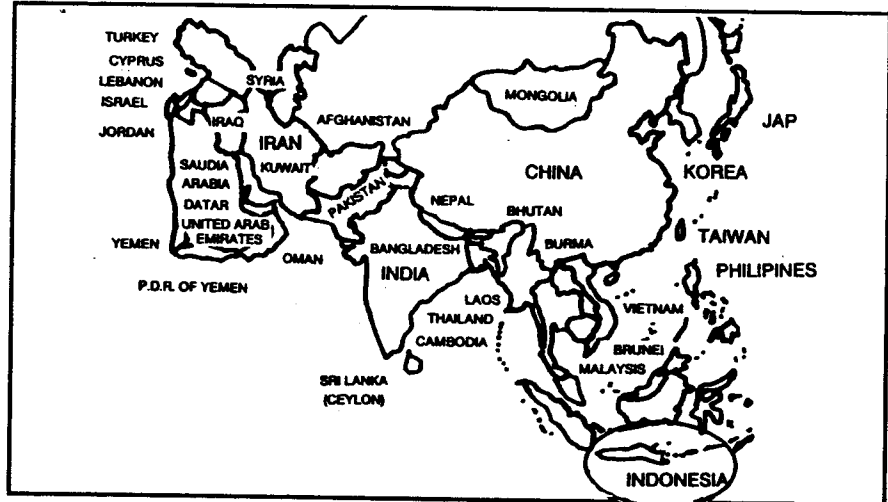 TURKEY
CYPRUS
LEBANON
SYRIA
ISRAEL
MONGOLIA
IRAQ
AFGHANISTAN
JAP
JORDAN
IRAN
SAUDIA
KUWAIT
CHINA
KOREA
ARABIA
PAKISTAN
NEPAL
DATAR
BHUTAN
UNITED ARAB
EMIRATES
TAIWAN
YEMEN
OMAN
BANGLADESH
BURMA
INDIA
PHILIPINES
P.D.R. OF YEMEN
LAOS
VIETNAM
THAILAND
CAMBODIA
BRUNEI
MALAYSIS
SRI LANKA
(CEYLON)
INDONESIA